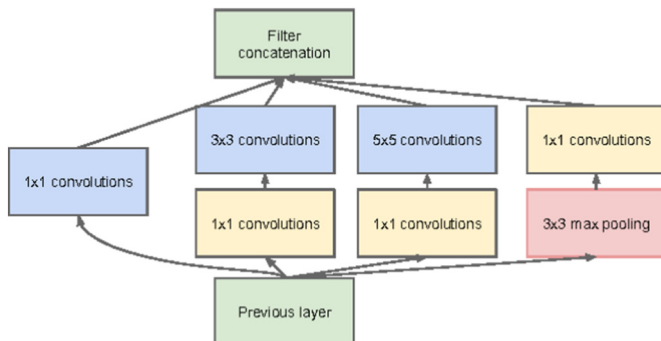 Filter
concatenation
3x3 convolutions
5x5 convolutions
1x1 convolutions
1x1 convolutions
1x1 convolutions
1x1 convolutions
3x3 max pooling
Previous layer